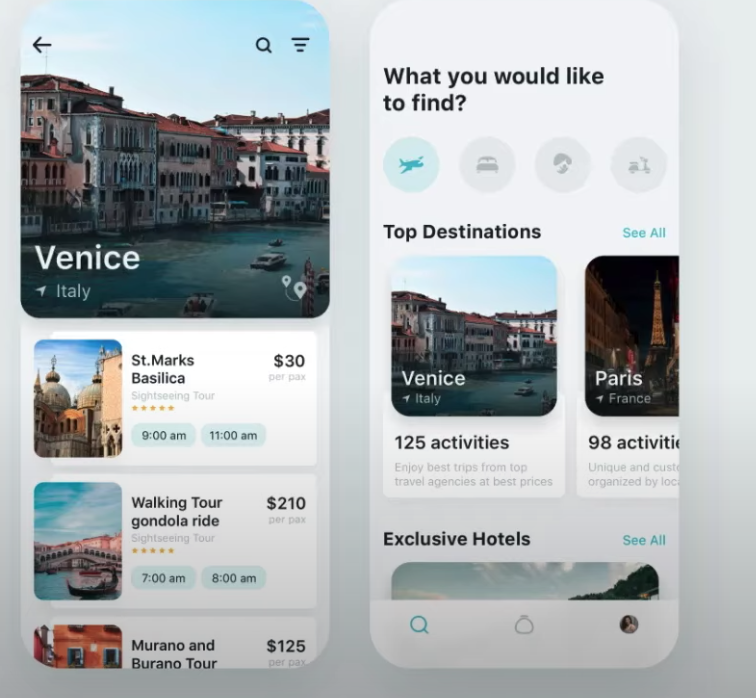 Venice
Italy
St.Marks
Basilica
$30
per pax
Sightseeing Tour
9:00 am
11:00 am
Walking Tour
gondola ride
$210
per pax
Sightseeing Tour
7:00 am
8:00 am
Murano and
Burano Tour
$125
per pax
What you would like
to find?
Top Destinations
See All
Venice
Italy
125 activities
Enjoy best trips from top
travel agencies at best prices
Paris
France
98 activitie
Unique and custo
organized by loca
Exclusive Hotels
See All